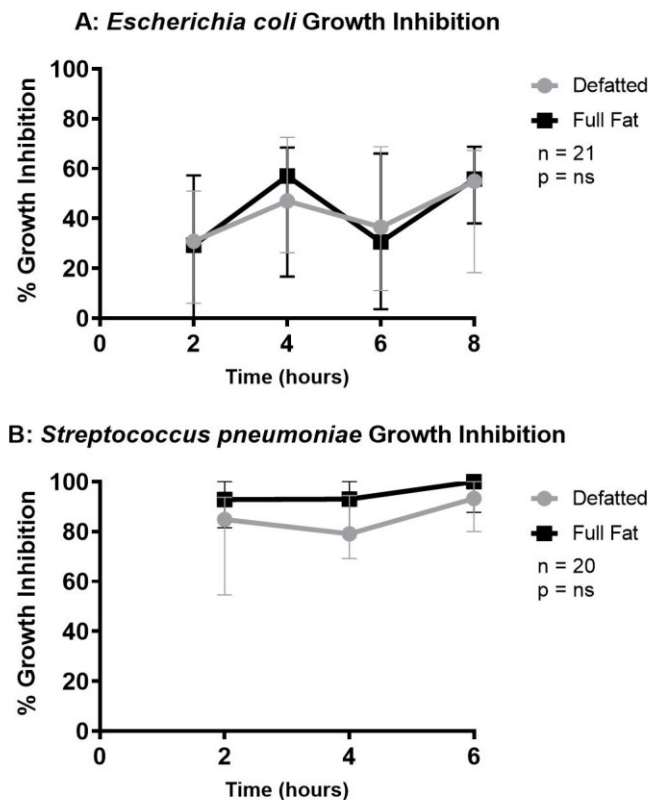 A: Escherichia coli Growth Inhibition
100
80
60
40
20
0
% Growth Inhibition
0 2 4 6 8
Time (hours)
Defatted
Full Fat
n = 21
p = ns
B: Streptococcus pneumoniae Growth Inhibition
100
80
60
40
20
0
% Growth Inhibition
0 2 4 6
Time (hours)
Defatted
Full Fat
n = 20
p = ns